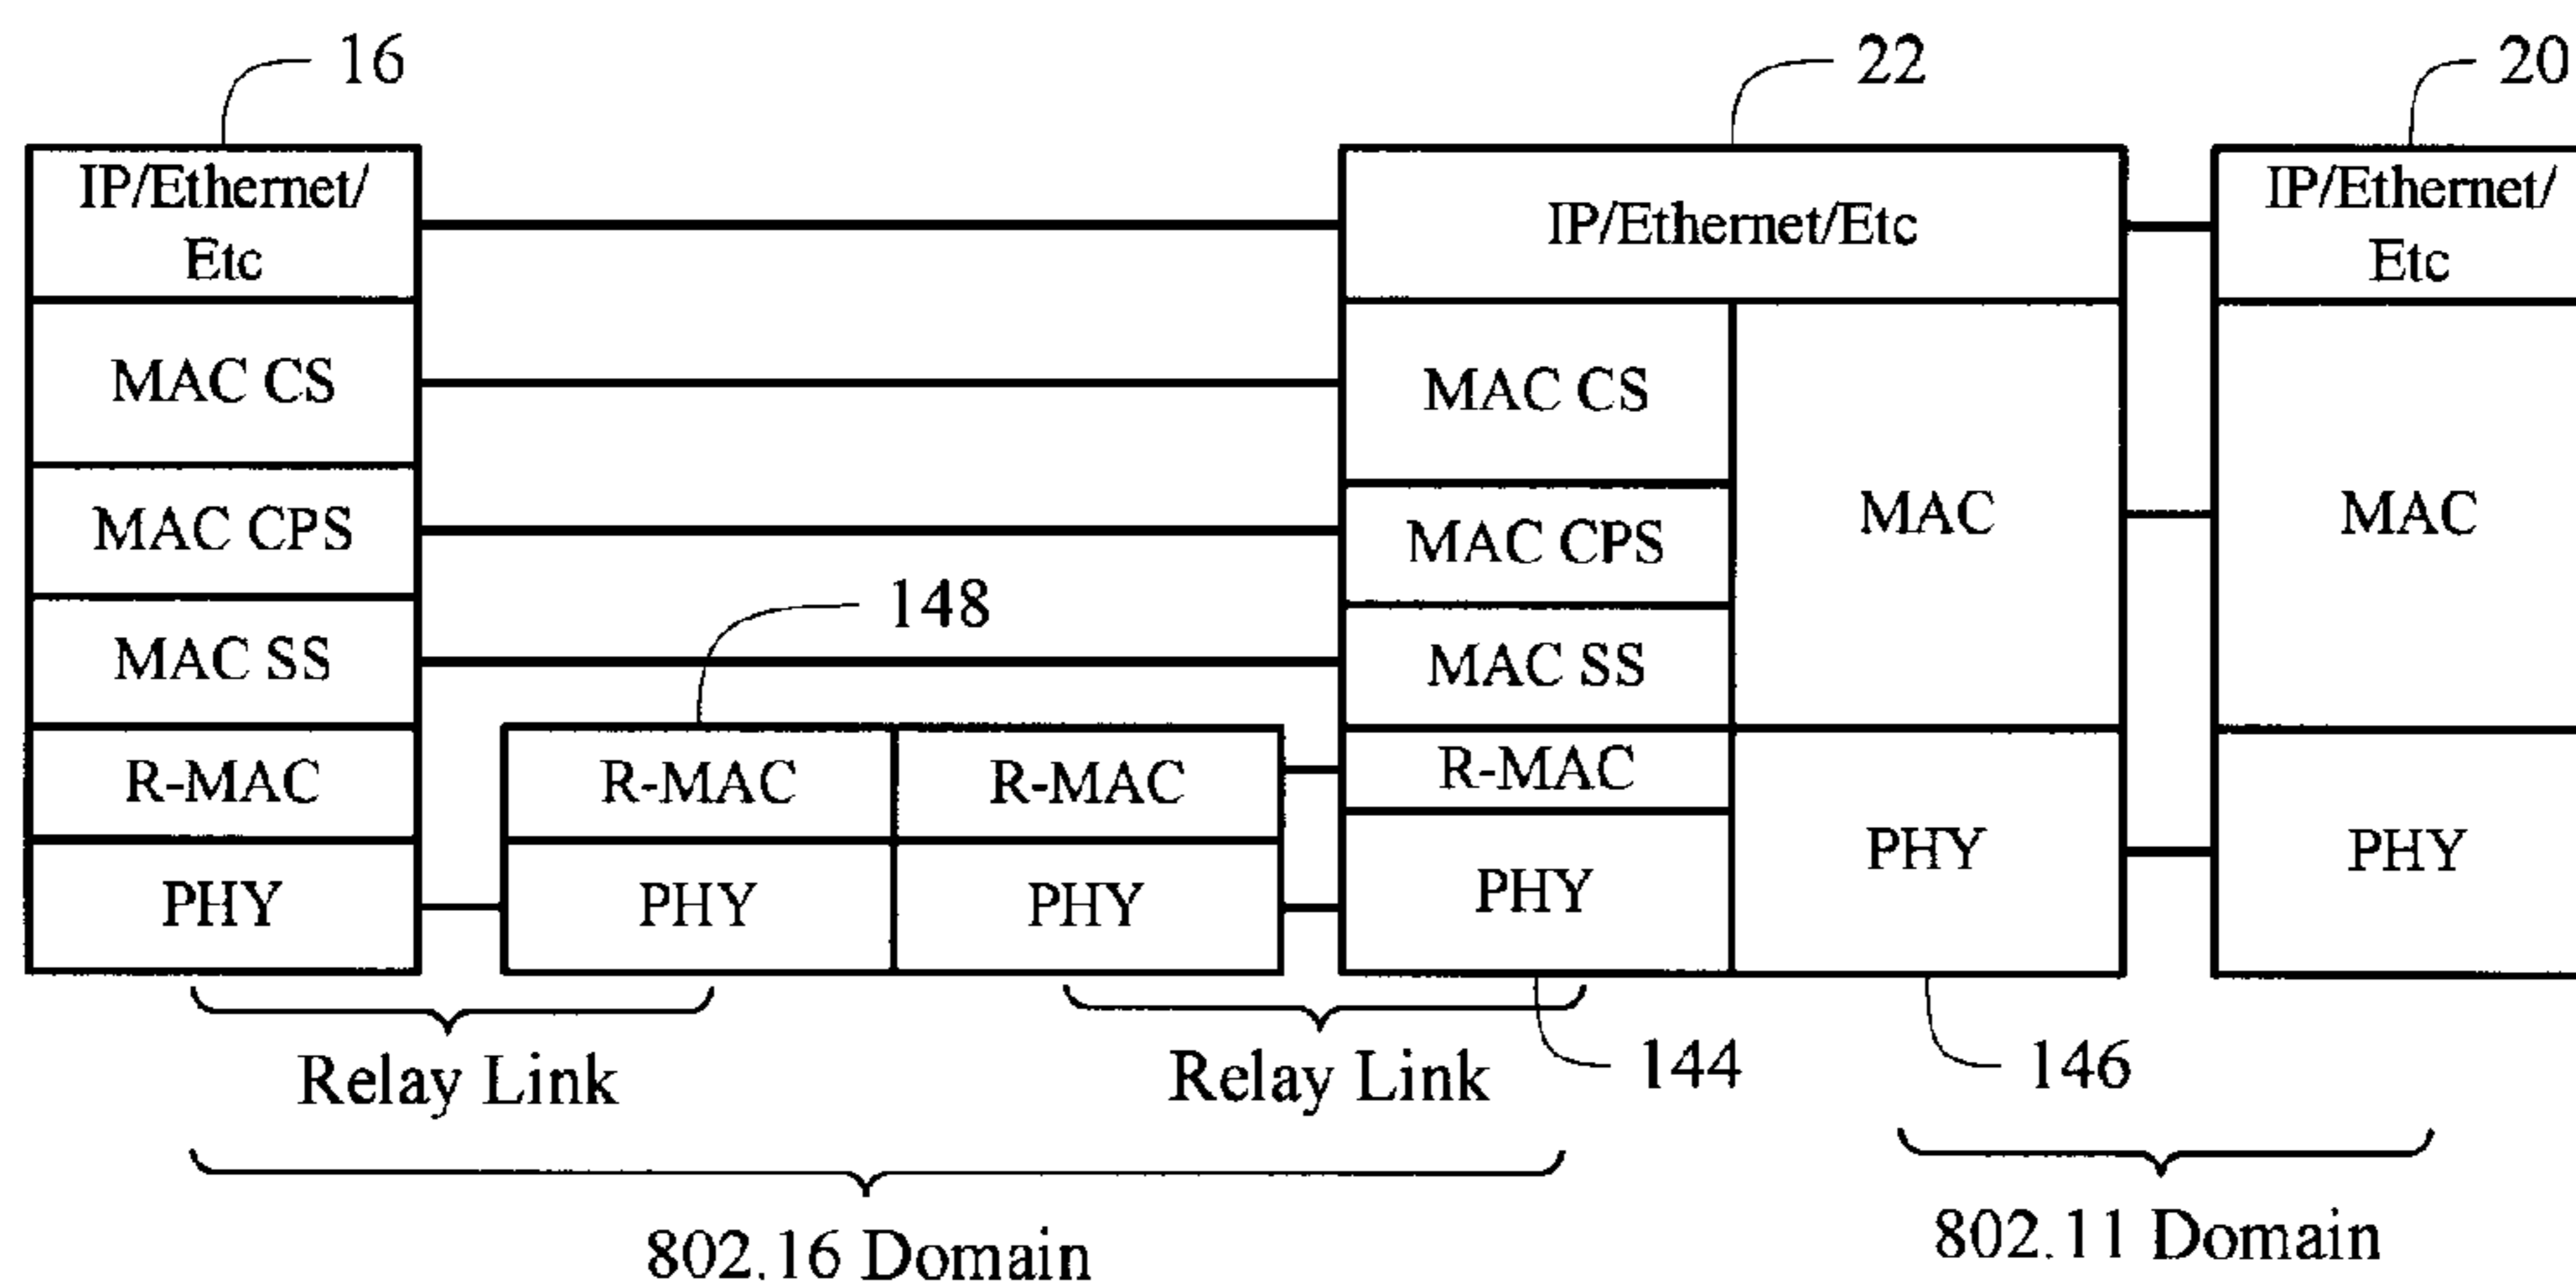 16
22
20
IP/Ethernet/
Etc
MAC CS
MAC CPS
MAC SS
R-MAC
PHY
148
R-MAC
R-MAC
PHY
PHY
IP/Ethernet/Etc
MAC CS
MAC CPS
MAC SS
R-MAC
PHY
MAC
PHY
IP/Ethernet/
Etc
MAC
PHY
Relay Link
Relay Link
144
146
802.16 Domain
802.11 Domain